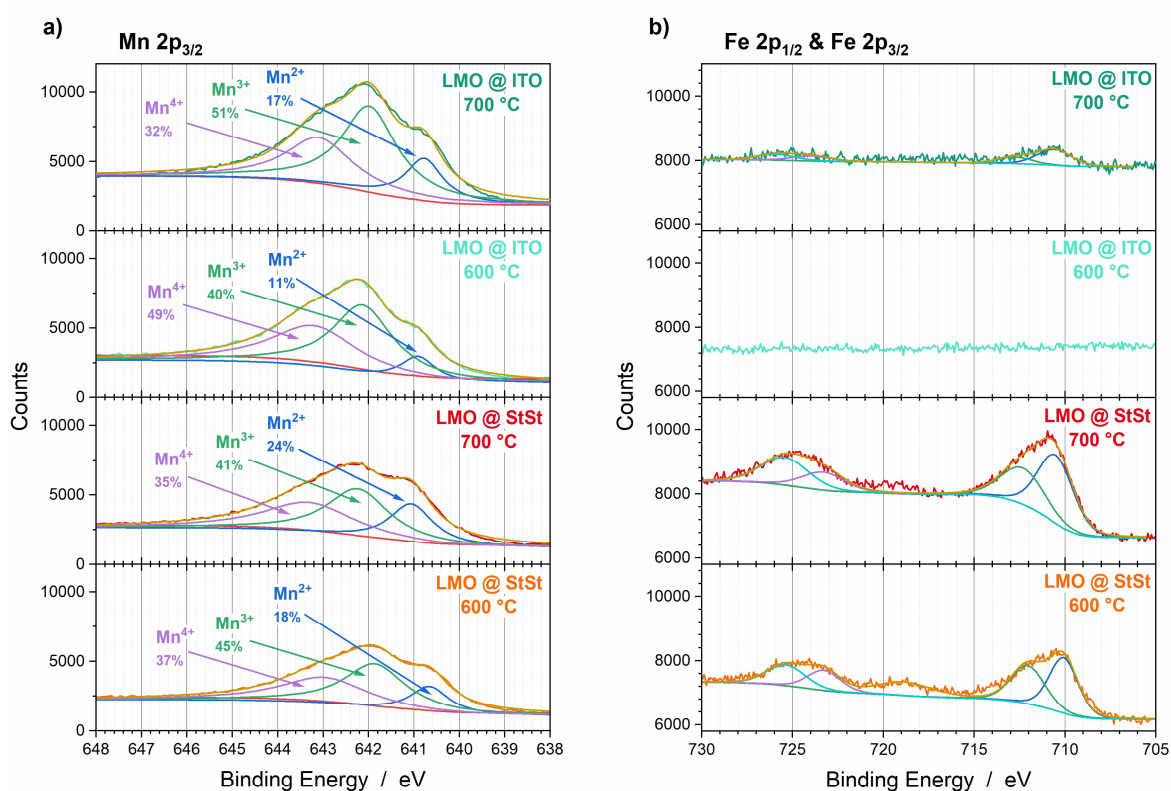 a)
Mn 2p3/2
LMO @ ITO
700 °C
Mn4+
32%
Mn3+
51%
Mn2+
17%
10000
5000
0
LMO @ ITO
600 °C
Mn4+
49%
Mn3+
40%
Mn2+
11%
10000
5000
0
LMO @ StSt
700 °C
Mn4+
35%
Mn3+
41%
Mn2+
24%
10000
5000
0
LMO @ StSt
600 °C
Mn4+
37%
Mn3+
45%
Mn2+
18%
10000
5000
0
Counts
648 647 646 645 644 643 642 641 640 639 638
Binding Energy / eV
b)
Fe 2p1/2 & Fe 2p3/2
LMO @ ITO
700 °C
10000
8000
6000
LMO @ ITO
600 °C
10000
8000
6000
LMO @ StSt
700 °C
10000
8000
6000
LMO @ StSt
600 °C
10000
8000
6000
Counts
730 725 720 715 710 705
Binding Energy / eV